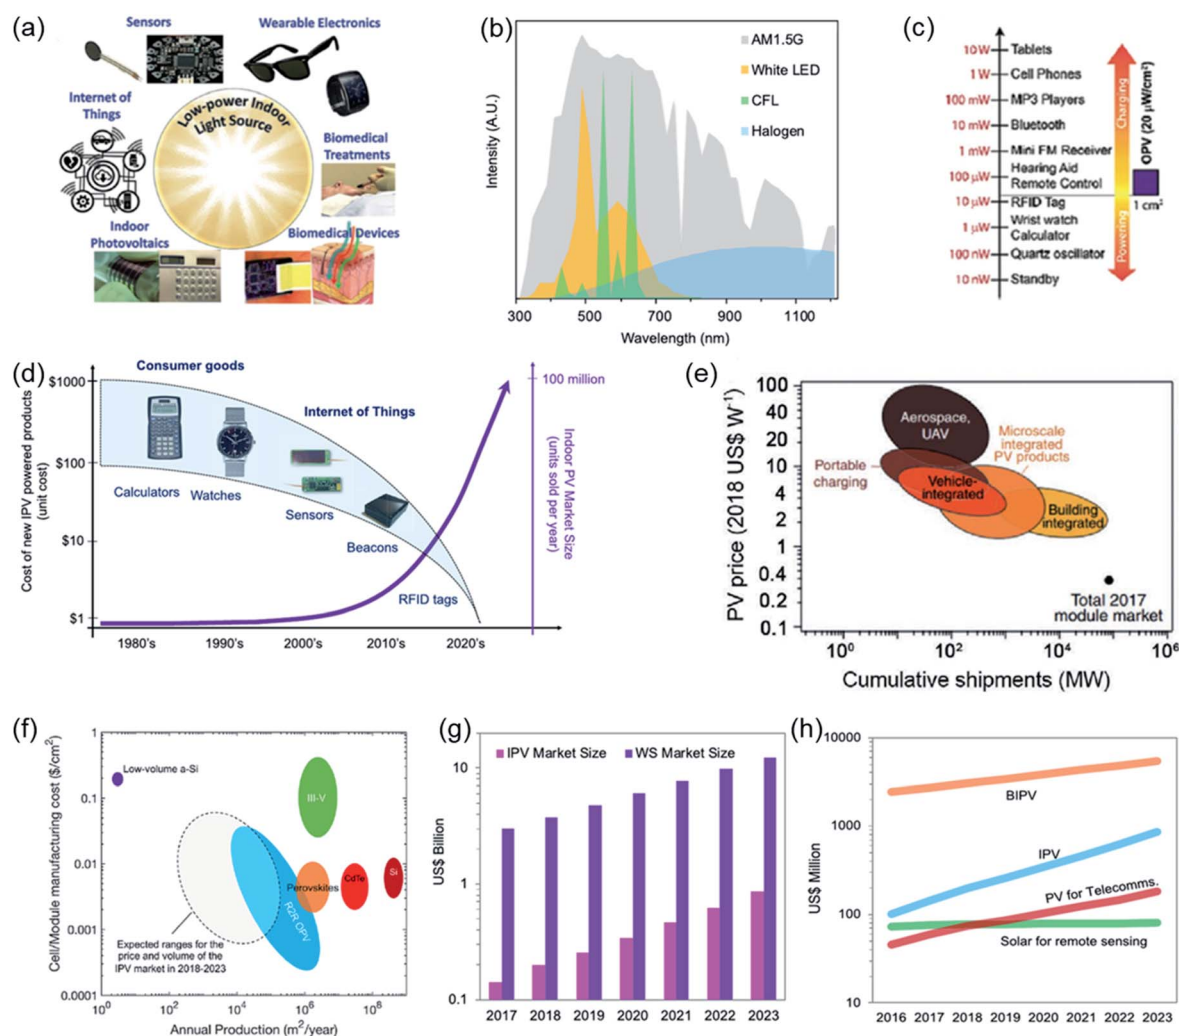 (a)
Sensors
Wearable Electronics
Low-power Indoor
Light Source
Internet of
Things
Biomedical
Treatments
Indoor
Photovoltaics
Biomedical Devices
(b)
Intensity (A.U.)
AM1.5G
White LED
CFL
Halogen
300 500 700 900 1100
Wavelength (nm)
(c)
10 W Tablets
1 W Cell Phones
100 mW MP3 Players
10 mW Bluetooth
1 mW Mini FM Receiver
100 µW Hearing Aid
Remote Control
10 µW RFID Tag
1 µW Wrist watch
Calculator
100 nW Quartz oscillator
10 nW Standby
Charging
Powering
OPV (20 µW/cm²)
1 cm²
(d)
Cost of new IPV powered products
(unit cost)
$1000
$100
$10
$1
Consumer goods
Internet of Things
Calculators
Watches
Sensors
Beacons
RFID tags
1980's 1990's 2000's 2010's 2020's
100 million
Indoor PV Market Size
(units sold per year)
(e)
PV price (2018 US$ W⁻¹)
100
40
20
10
4
2
1
0.4
0.2
0.1
Aerospace,
UAV
Microscale
integrated
PV products
Portable
charging
Vehicle-
integrated
Building
integrated
Total 2017
module market
10⁰ 10² 10⁴ 10⁶
Cumulative shipments (MW)
(f)
Cell/Module manufacturing cost ($/cm²)
1
0.1
0.01
0.001
0.0001
Low-volume a-Si
III-V
Perovskites
CdTe
Si
R2R OPV
Expected ranges for the
price and volume of the
IPV market in 2018-2023
10⁰ 10² 10⁴ 10⁶ 10⁸
Annual Production (m²/year)
(g)
US$ Billion
10
1
0.1
IPV Market Size
WS Market Size
2017 2018 2019 2020 2021 2022 2023
(h)
US$ Million
10000
1000
100
10
BIPV
IPV
PV for Telecomms.
Solar for remote sensing
2016 2017 2018 2019 2020 2021 2022 2023